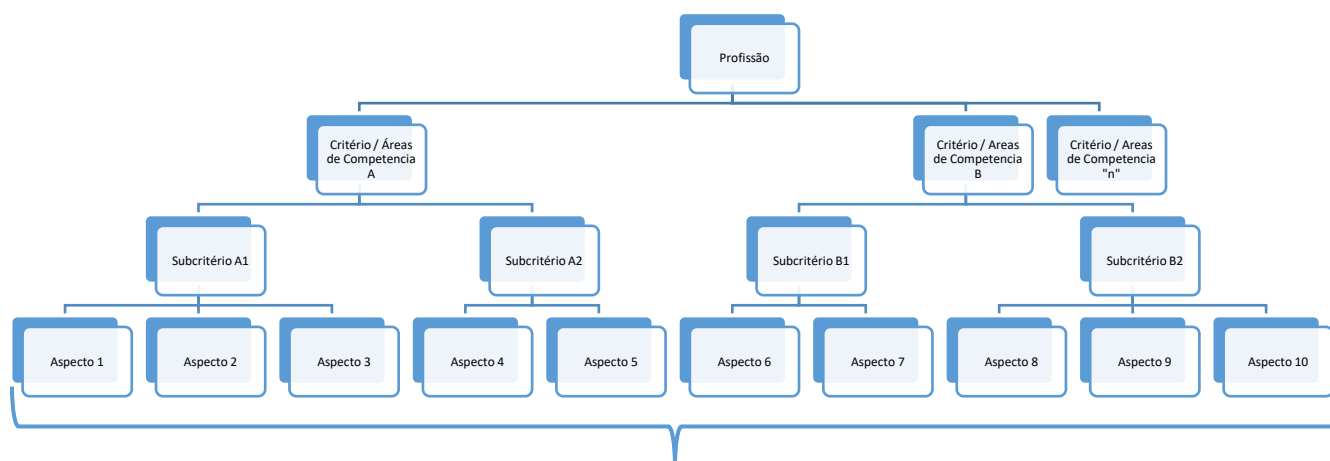 Profissão
Critério / Áreas
de Competencia
A
Critério / Areas
de Competencia
B
Critério / Areas
de Competencia
"n"
Subcritério A1
Subcritério A2
Subcritério B1
Subcritério B2
Aspecto 1
Aspecto 2
Aspecto 3
Aspecto 4
Aspecto 5
Aspecto 6
Aspecto 7
Aspecto 8
Aspecto 9
Aspecto 10